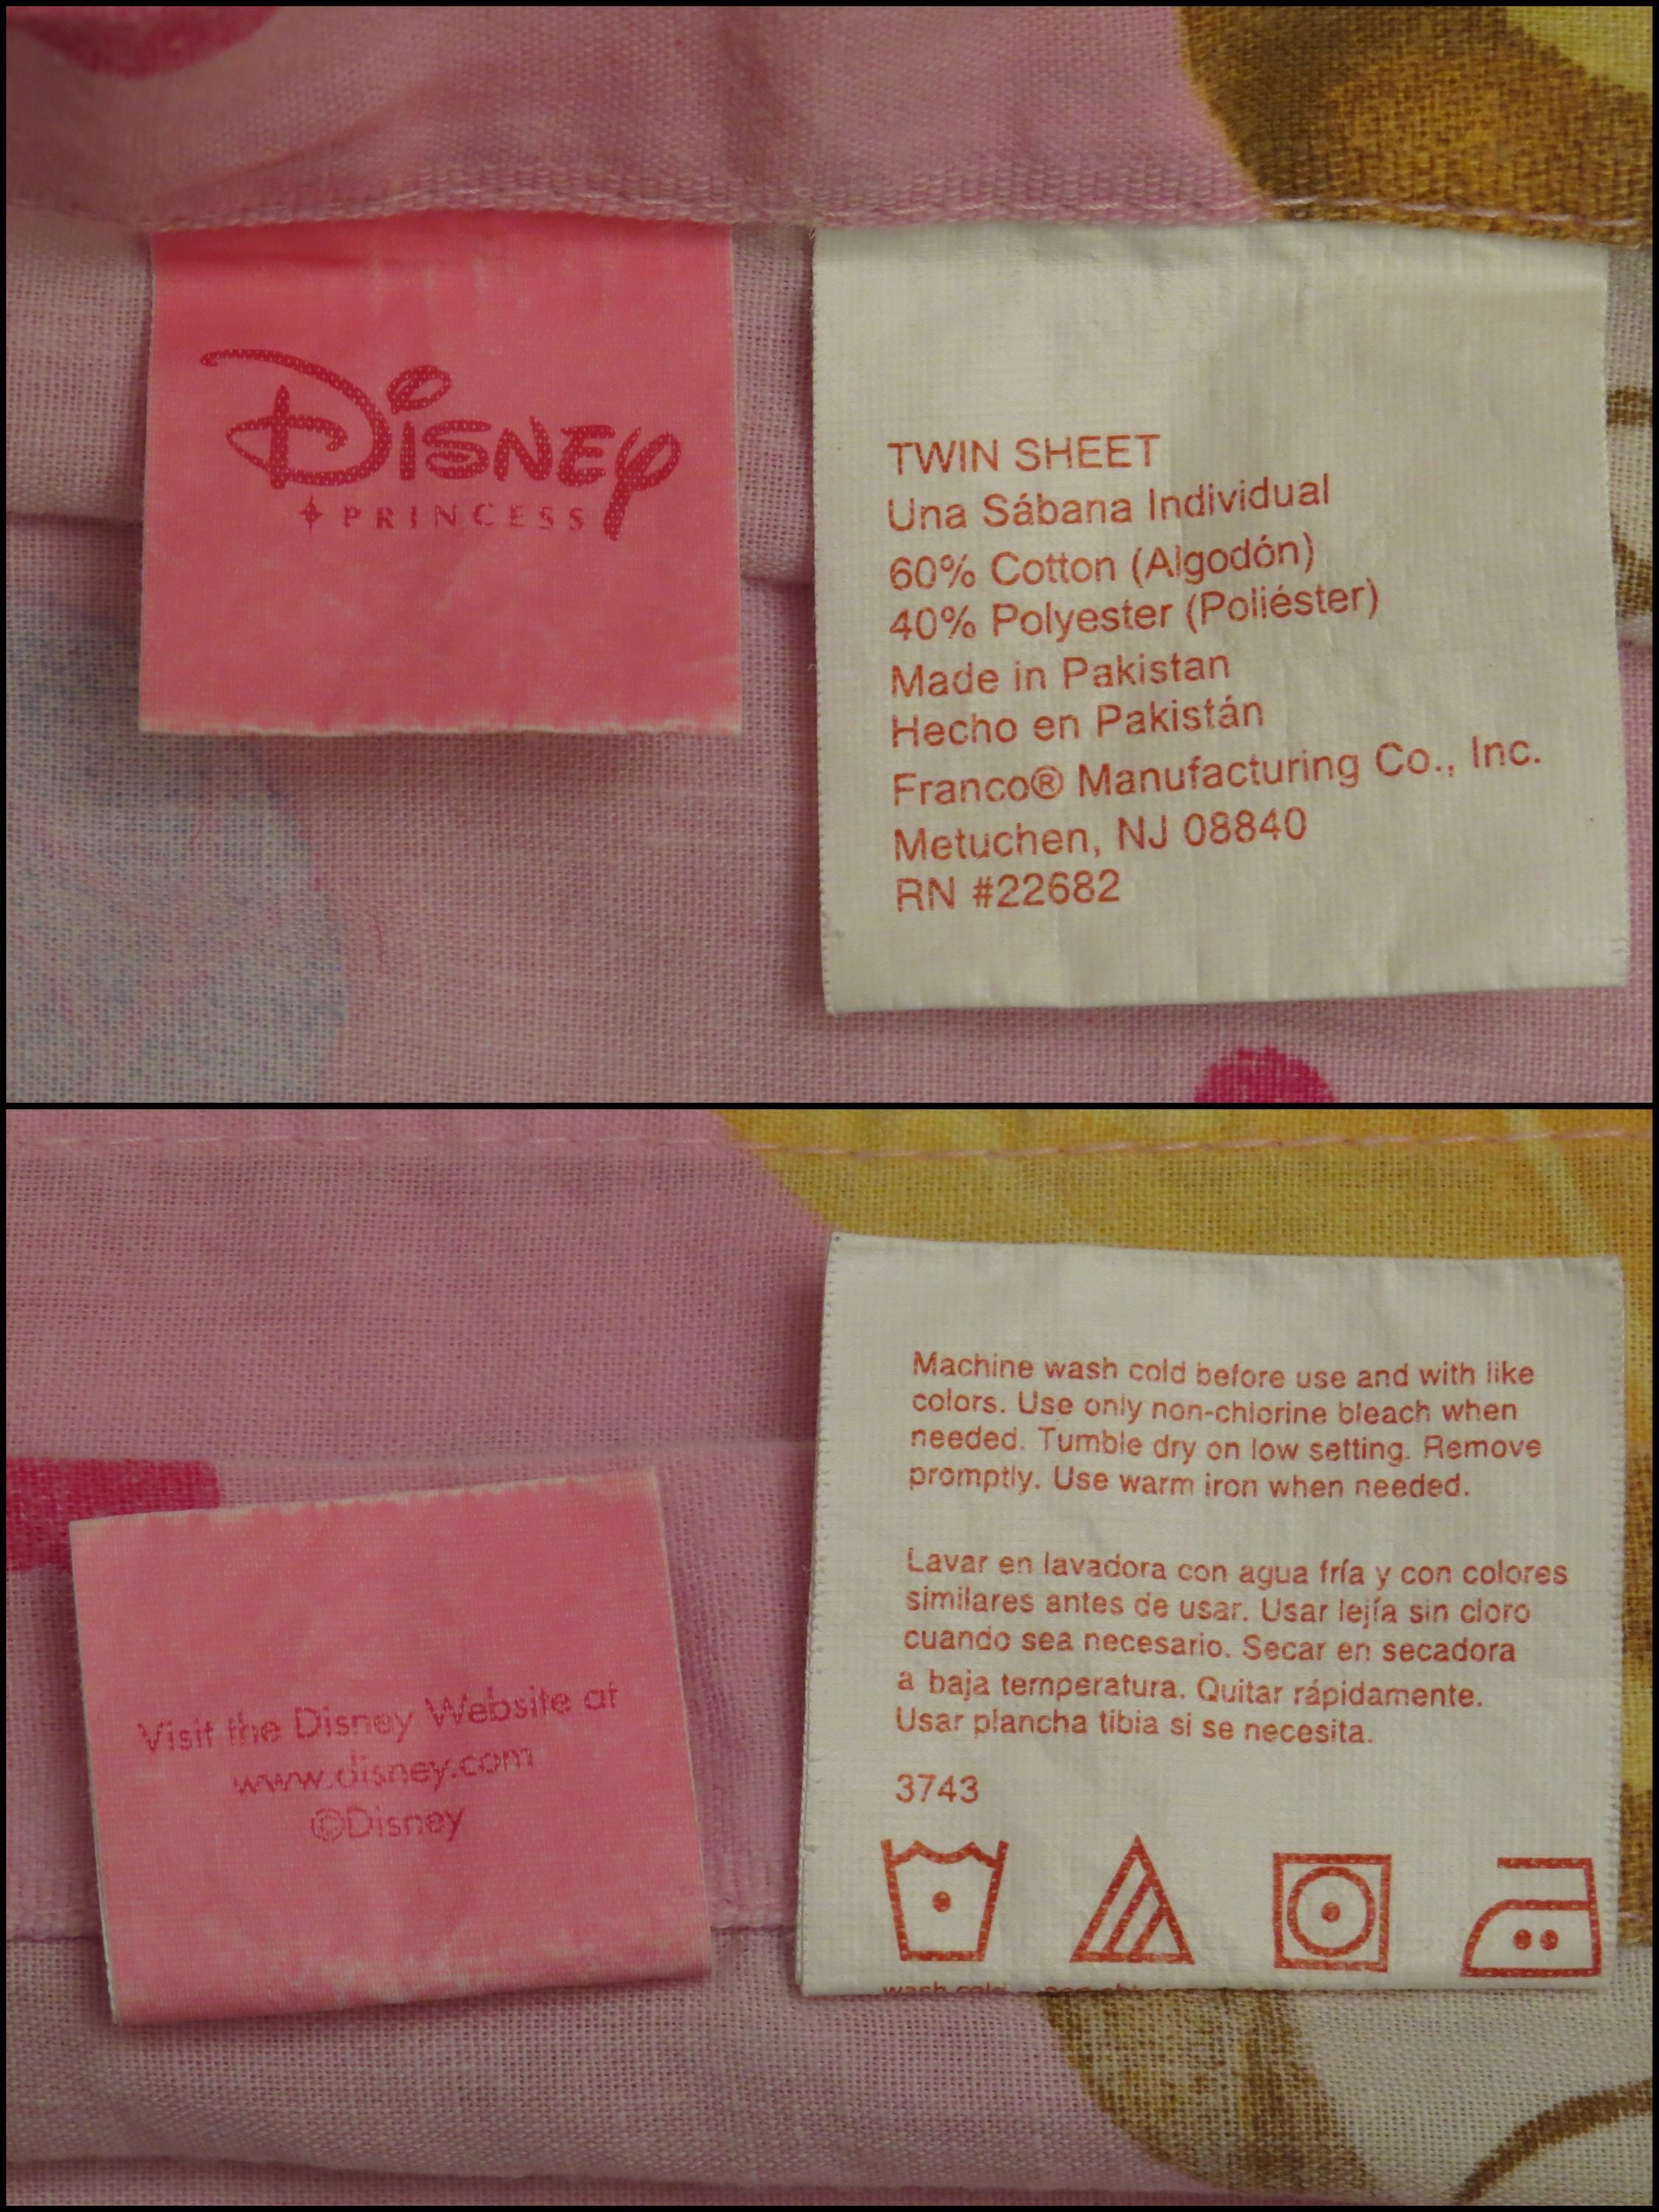 Disney
PRINCESS
TWIN SHEET
Una Sábana Individual
60% Cotton (Algodón)
40% Polyester (Poliéster)
Made in Pakistan
Hecho en Pakistán
Franco® Manufacturing Co., Inc.
Metuchen, NJ 08840
RN #22682
Visit the Disney Website at
www.disney.com
©Disney
Machine wash cold before use and with like
colors. Use only non-chlorine bleach when
needed. Tumble dry on low setting. Remove
promptly. Use warm iron when needed.
Lavar en lavadora con agua fría y con colores
similares antes de usar. Usar lejía sin cloro
cuando sea necesario. Secar en secadora
a baja temperatura. Quitar rápidamente.
Usar plancha tibia si se necesita.
3743
wash cold